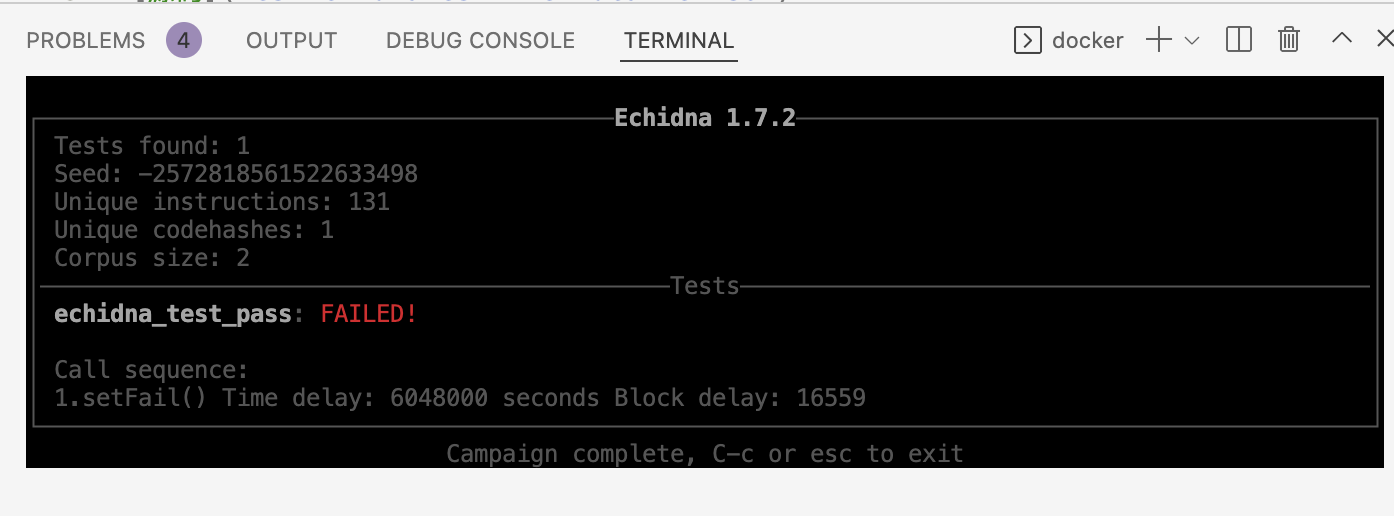 PROBLEMS 4 OUTPUT DEBUG CONSOLE TERMINAL docker
Echidna 1.7.2
Tests found: 1
Seed: -2572818561522633498
Unique instructions: 131
Unique codehashes: 1
Corpus size: 2
Tests
echidna_test_pass: FAILED!
Call sequence:
1.setFail() Time delay: 6048000 seconds Block delay: 16559
Campaign complete, C-c or esc to exit